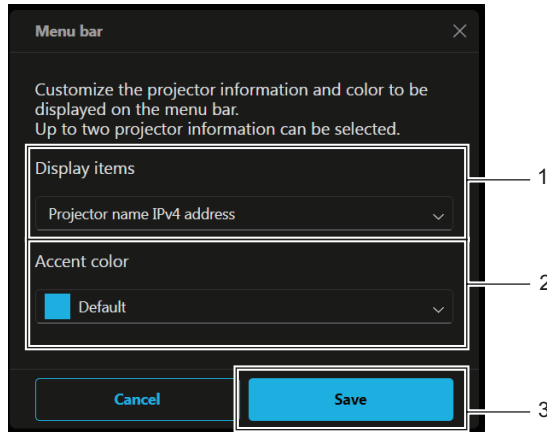 Menu bar
Customize the projector information and color to be
displayed on the menu bar.
Up to two projector information can be selected.
Display items
1
Projector name IPv4 address
Accent color
2
Default
Cancel
Save
3